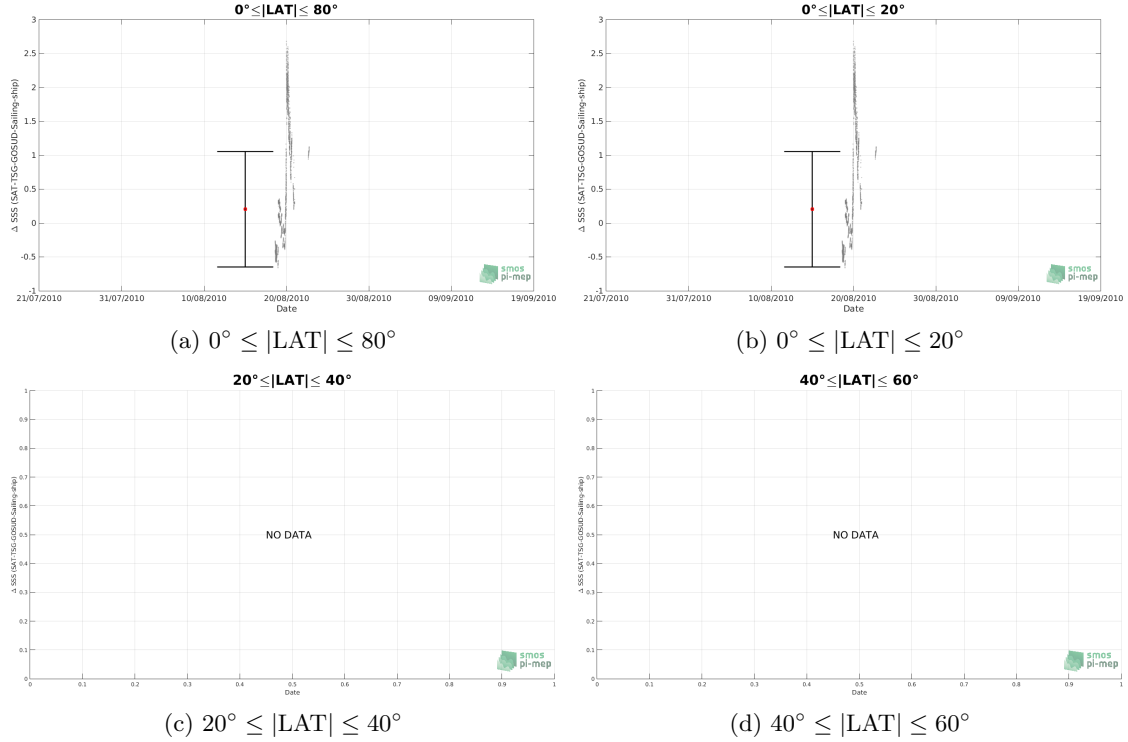 0°≤|LAT|≤ 80°
3
2.5
2
1.5
1
0.5
0
-0.5
-1
Δ SSS (SAT-TSG-GOSUD-Sailing-ship)
21/07/2010 31/07/2010 10/08/2010 20/08/2010 30/08/2010 09/09/2010 19/09/2010
Date
smos
pi-mep
(a) 0° ≤ |LAT| ≤ 80°
0°≤|LAT|≤ 20°
3
2.5
2
1.5
1
0.5
0
-0.5
-1
Δ SSS (SAT-TSG-GOSUD-Sailing-ship)
21/07/2010 31/07/2010 10/08/2010 20/08/2010 30/08/2010 09/09/2010 19/09/2010
Date
smos
pi-mep
(b) 0° ≤ |LAT| ≤ 20°
20°≤|LAT|≤ 40°
1
0.9
0.8
0.7
0.6
0.5
0.4
0.3
0.2
0.1
0
Δ SSS (SAT-TSG-GOSUD-Sailing-ship)
NO DATA
0 0.1 0.2 0.3 0.4 0.5 0.6 0.7 0.8 0.9 1
Date
smos
pi-mep
(c) 20° ≤ |LAT| ≤ 40°
40°≤|LAT|≤ 60°
1
0.9
0.8
0.7
0.6
0.5
0.4
0.3
0.2
0.1
0
Δ SSS (SAT-TSG-GOSUD-Sailing-ship)
NO DATA
0 0.1 0.2 0.3 0.4 0.5 0.6 0.7 0.8 0.9 1
Date
smos
pi-mep
(d) 40° ≤ |LAT| ≤ 60°